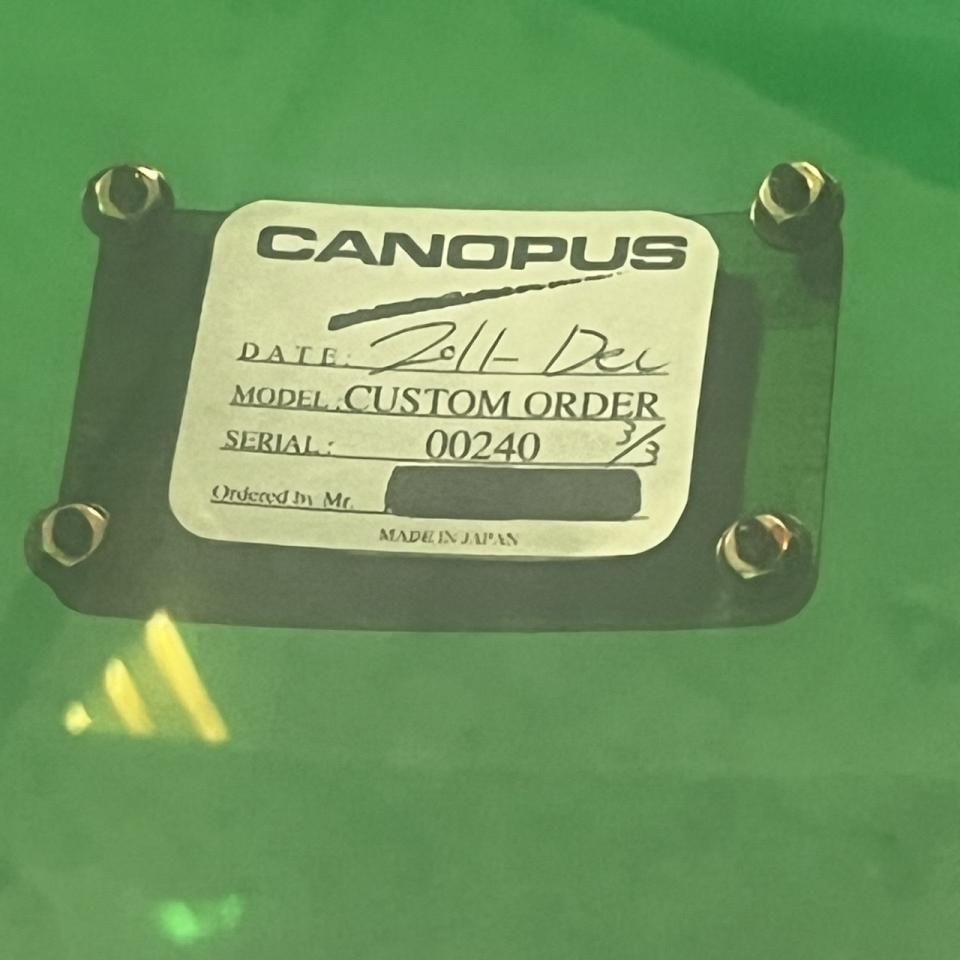 CANOPUS
DATE: 2011- Dec
MODEL: CUSTOM ORDER
SERIAL: 00240 3/3
Ordered by Mr.
MADE IN JAPAN